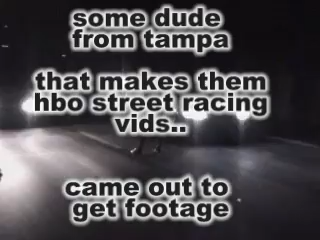 some dude
from tampa
that makes them
hbo street racing
vids..
came out to
get footage